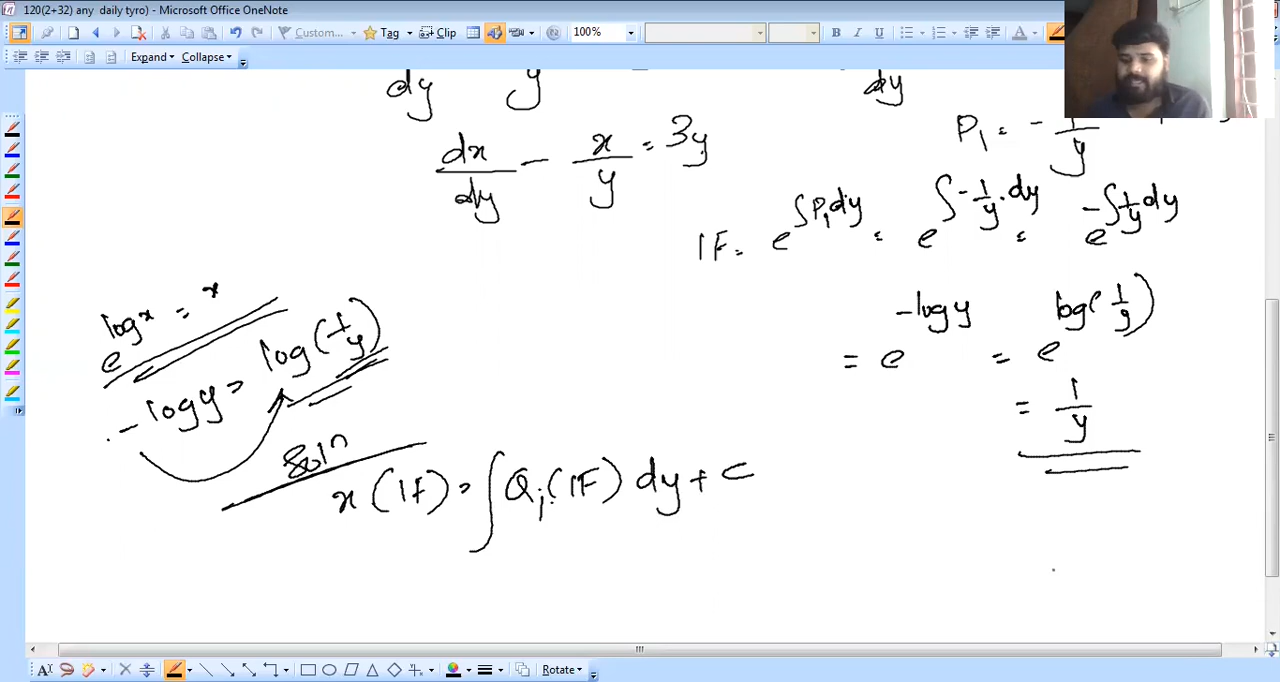 120(2+32) any daily tyro) - Microsoft Office OneNote
Custom... Tag Clip 100% B I U A
Expand Collapse
dy y dy
dx/dy - x/y = 3y
P₁ = - 1/y
IF = e^∫P₁dy = e^∫-1/y.dy = e^-∫1/y dy
= e^-log y = e^log(1/y)
= 1/y
e^log x = x
- log y = log(1/y)
Solⁿ
x(IF) = ∫Q₁(IF) dy + c
A Rotate